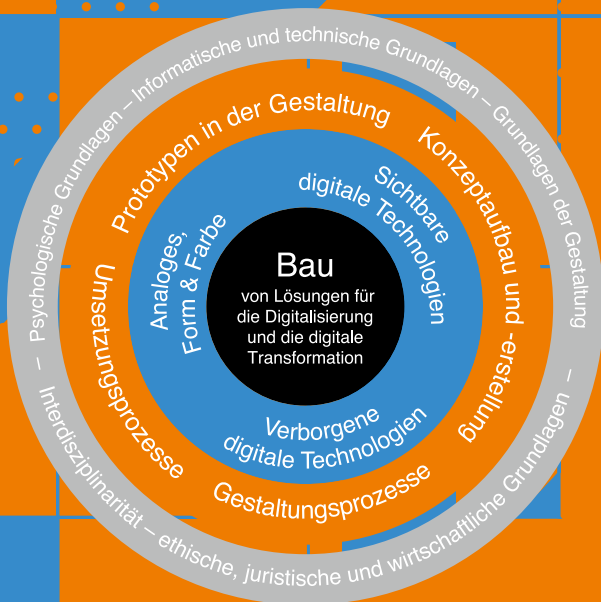 Psychologische Grundlagen – Informatische und technische Grundlagen – Grundlagen der Gestaltung –
Interdisziplinarität – ethische, juristische und wirtschaftliche Grundlagen –
Prototypen in der Gestaltung
Konzeptaufbau und -erstellung
Gestaltungsprozesse
Umsetzungsprozesse
Analoges,
Form & Farbe
Sichtbare
digitale Technologien
Verborgene
digitale Technologien
Bau
von Lösungen für
die Digitalisierung
und die digitale
Transformation